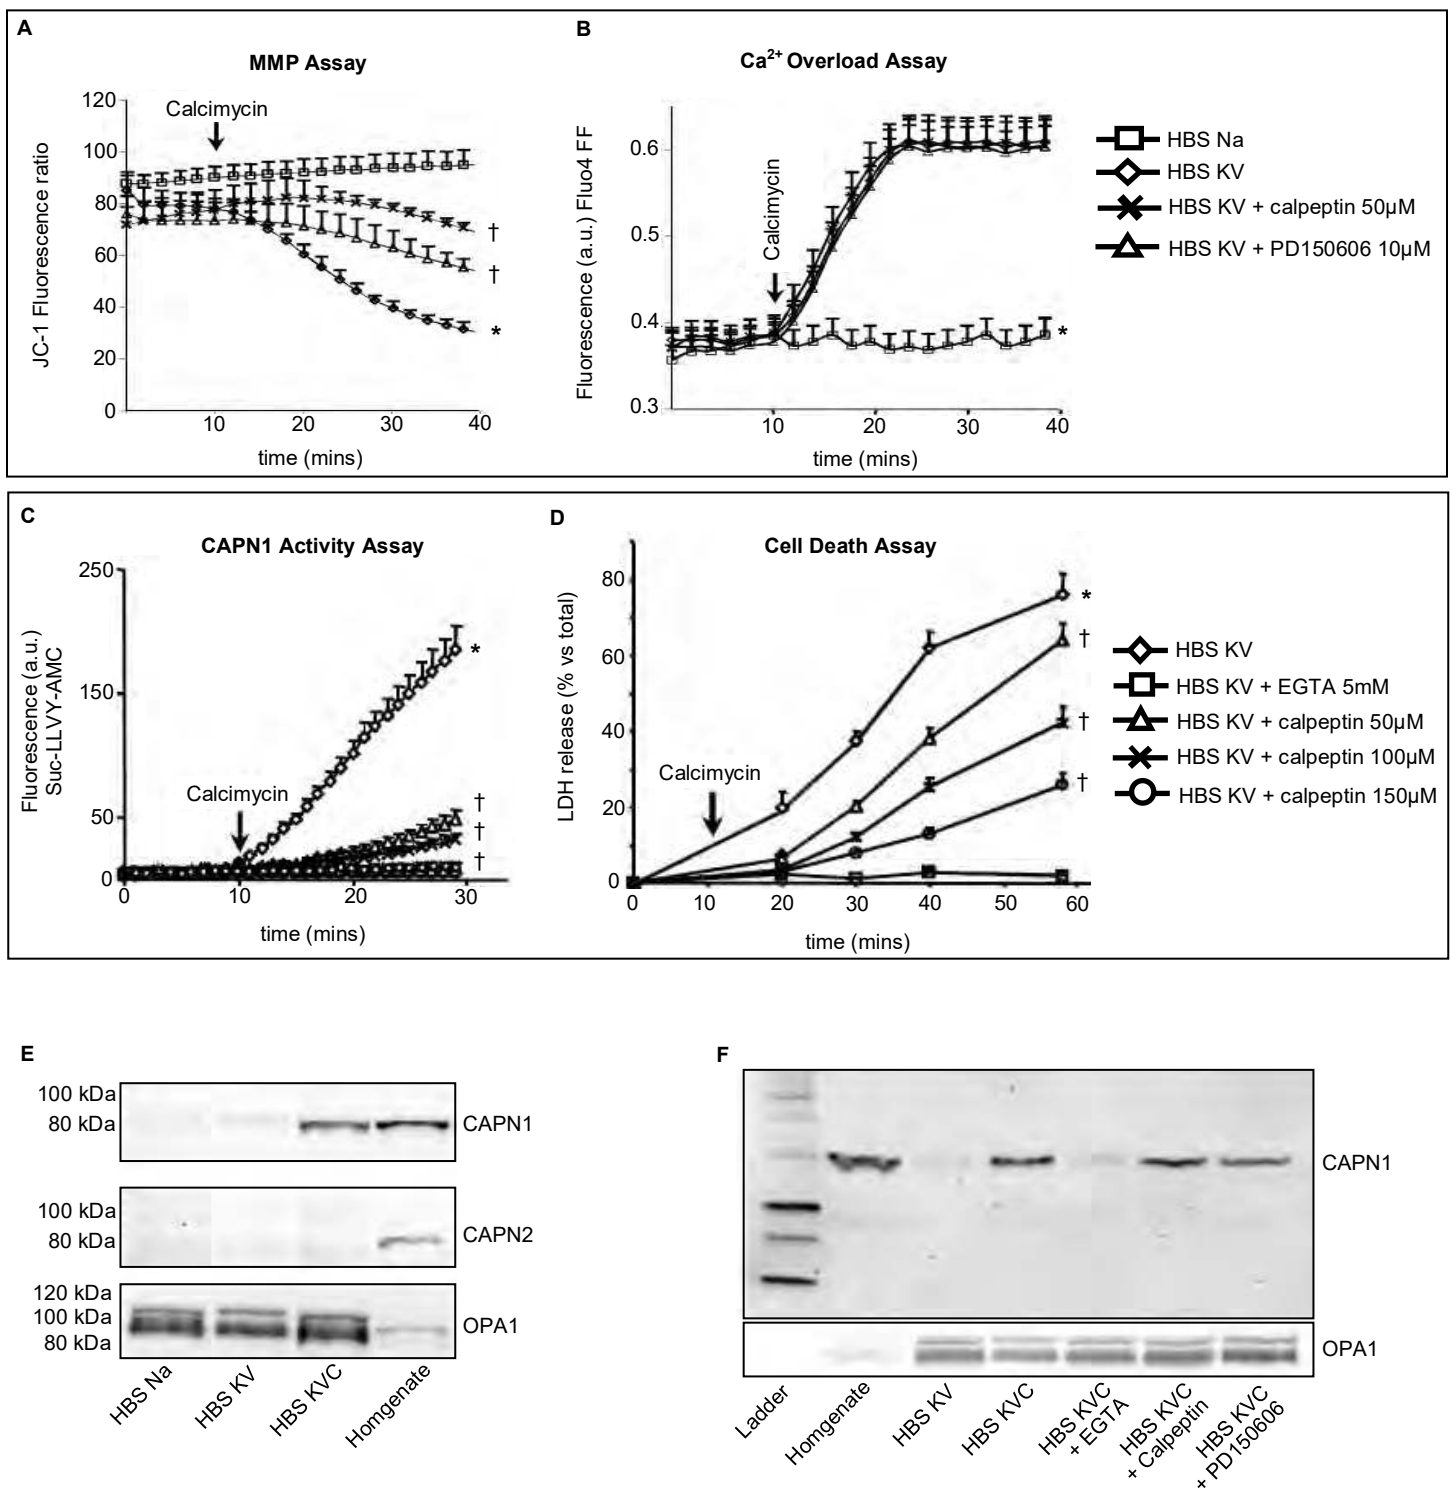 A
MMP Assay
Calcimycin
JC-1 Fluorescence ratio
120
100
80
60
40
20
0
10
20
30
40
time (mins)
†
†
*
B
Ca²⁺ Overload Assay
Calcimycin
Fluorescence (a.u.) Fluo4 FF
0.6
0.5
0.4
0.3
10
20
30
40
time (mins)
*
HBS Na
HBS KV
HBS KV + calpeptin 50µM
HBS KV + PD150606 10µM
C
CAPN1 Activity Assay
Fluorescence (a.u.)
Suc-LLVY-AMC
250
150
50
0
Calcimycin
0
10
20
30
time (mins)
*
†
†
†
D
Cell Death Assay
LDH release (% vs total)
80
60
40
20
0
Calcimycin
0
10
20
30
40
50
60
time (mins)
*
†
†
†
HBS KV
HBS KV + EGTA 5mM
HBS KV + calpeptin 50µM
HBS KV + calpeptin 100µM
HBS KV + calpeptin 150µM
E
100 kDa
80 kDa
CAPN1
100 kDa
80 kDa
CAPN2
120 kDa
100 kDa
80 kDa
OPA1
HBS Na
HBS KV
HBS KVC
Homgenate
F
CAPN1
OPA1
Ladder
Homgenate
HBS KV
HBS KVC
HBS KVC
+ EGTA
HBS KVC
+ Calpeptin
HBS KVC
+ PD150606